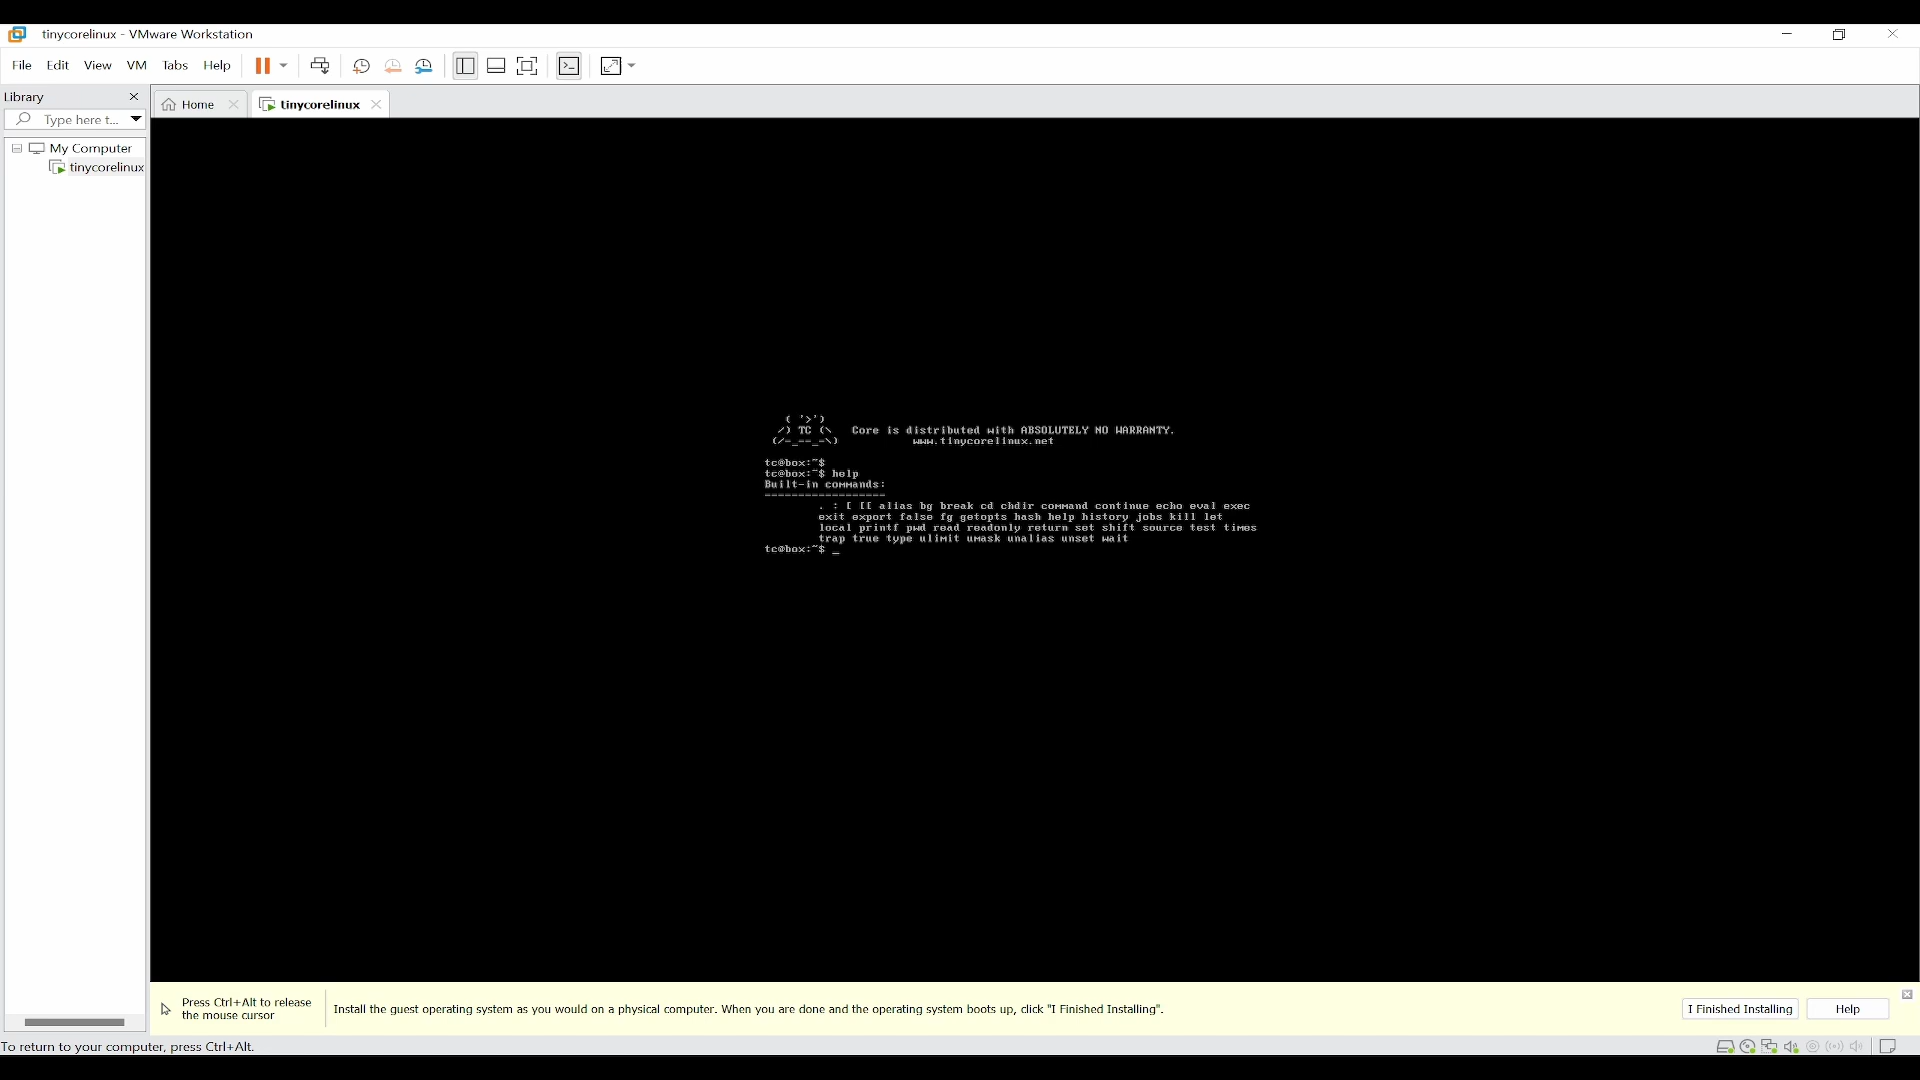 tinycorelinux - VMware Workstation
File Edit View VM Tabs Help
Library
Home
tinycorelinux
Type here t...
My Computer
tinycorelinux
( '>')
/) TC (\ Core is distributed with ABSOLUTELY NO WARRANTY.
(/-_--_-\) www.tinycorelinux.net
tc@box:~$
tc@box:~$ help
Built-in commands:
------------------
. : [ [[ alias bg break cd chdir command continue echo eval exec
exit export false fg getopts hash help history jobs kill let
local printf pwd read readonly return set shift source test times
trap true type ulimit umask unalias unset wait
tc@box:~$ _
Press Ctrl+Alt to release
the mouse cursor
Install the guest operating system as you would on a physical computer. When you are done and the operating system boots up, click "I Finished Installing".
I Finished Installing
Help
To return to your computer, press Ctrl+Alt.